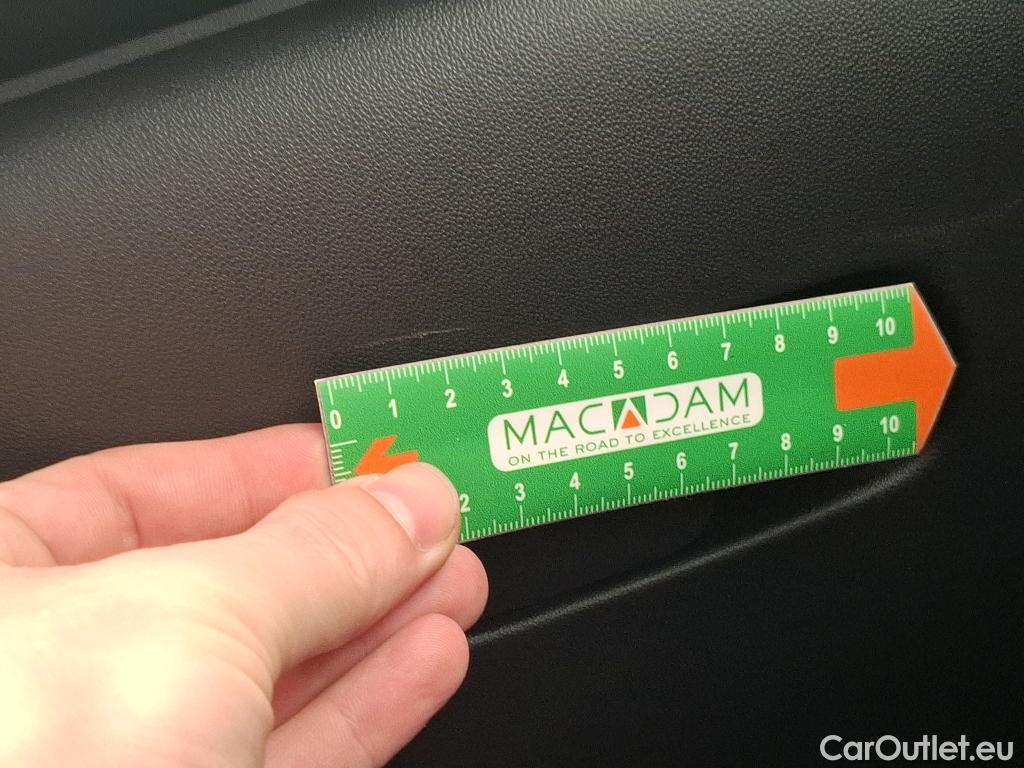 0 1 2 3 4 5 6 7 8 9 10
MACADAM
ON THE ROAD TO EXCELLENCE
2 3 4 5 6 7 8 9 10
CarOutlet.eu